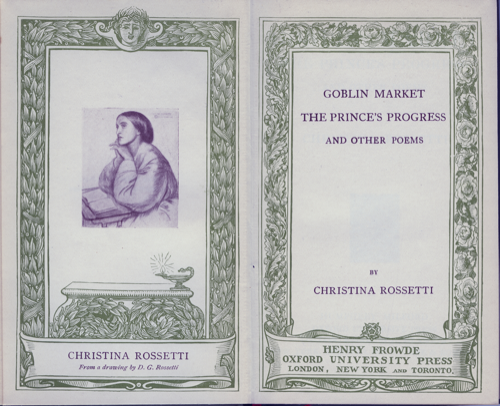 CHRISTINA ROSSETTI
From a drawing by D. G. Rossetti
GOBLIN MARKET
THE PRINCE'S PROGRESS
AND OTHER POEMS
BY
CHRISTINA ROSSETTI
HENRY FROWDE
OXFORD UNIVERSITY PRESS
LONDON, NEW YORK AND TORONTO.